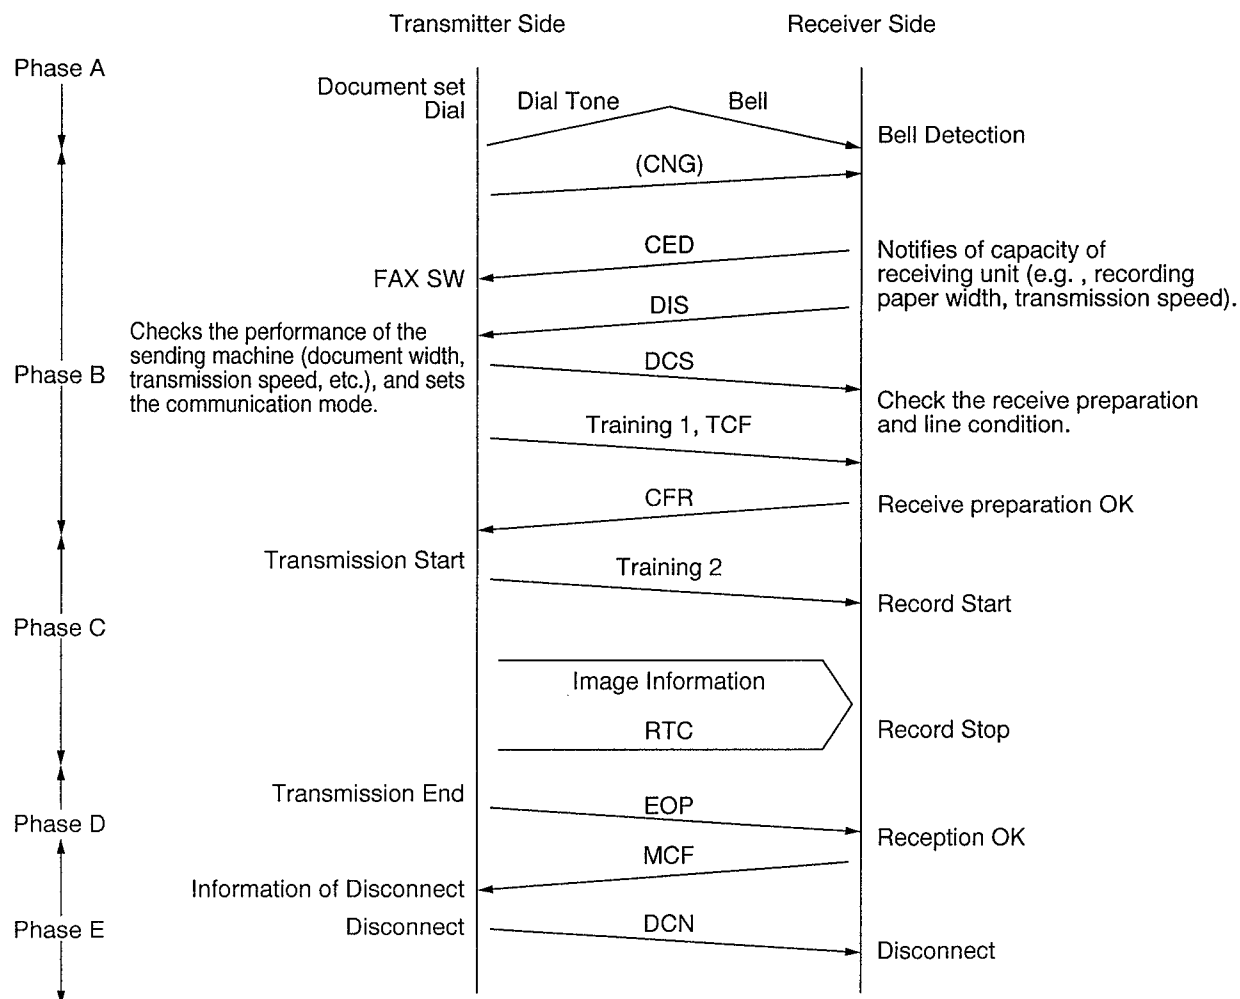 Transmitter Side
Receiver Side
Phase A
Document set
Dial
Dial Tone
Bell
Bell Detection
(CNG)
CED
Notifies of capacity of
receiving unit (e.g. , recording
paper width, transmission speed).
FAX SW
DIS
Checks the performance of the
sending machine (document width,
transmission speed, etc.), and sets
the communication mode.
Phase B
DCS
Check the receive preparation
and line condition.
Training 1, TCF
CFR
Receive preparation OK
Transmission Start
Training 2
Record Start
Phase C
Image Information
RTC
Record Stop
Transmission End
EOP
Phase D
Reception OK
MCF
Information of Disconnect
Phase E
Disconnect
DCN
Disconnect